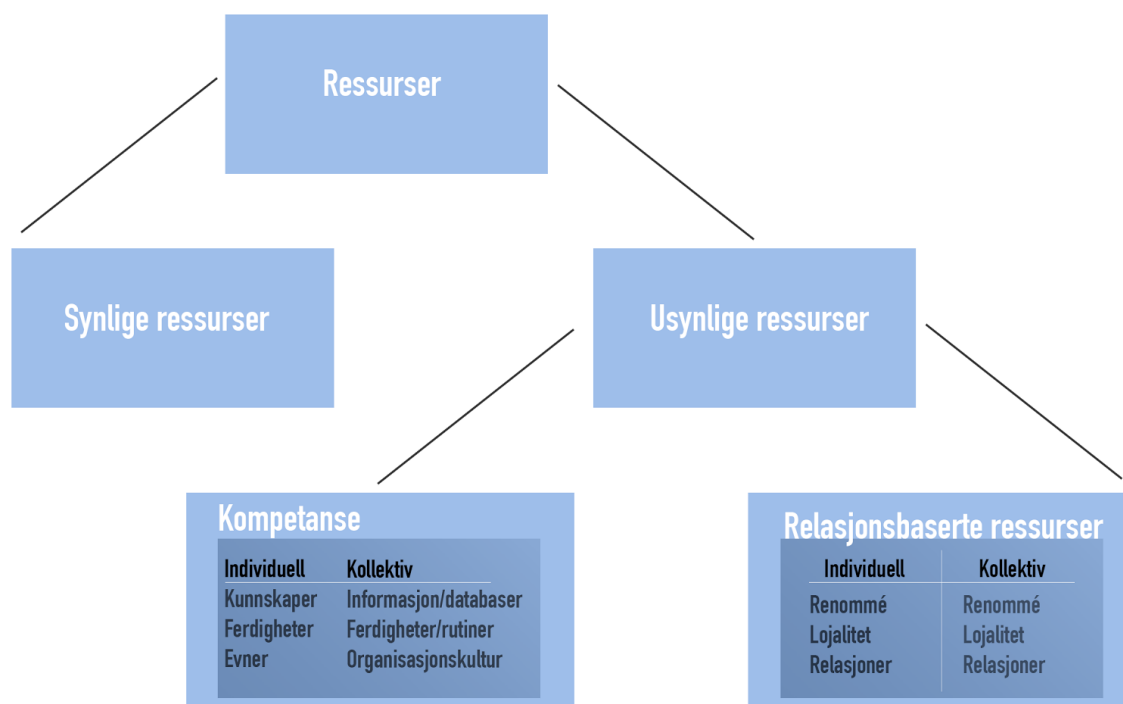 Ressurser
Synlige ressurser
Usynlige ressurser
Kompetanse
Individuell Kollektiv
Kunnskaper Informasjon/databaser
Ferdigheter Ferdigheter/rutiner
Evner Organisasjonskultur
Relasjonsbaserte ressurser
Individuell Kollektiv
Renommé Renommé
Lojalitet Lojalitet
Relasjoner Relasjoner